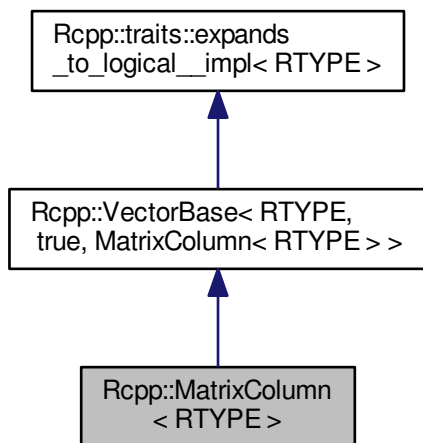 Rcpp::traits::expands
_to_logical__impl< RTYPE >
Rcpp::VectorBase< RTYPE,
true, MatrixColumn< RTYPE > >
Rcpp::MatrixColumn
< RTYPE >